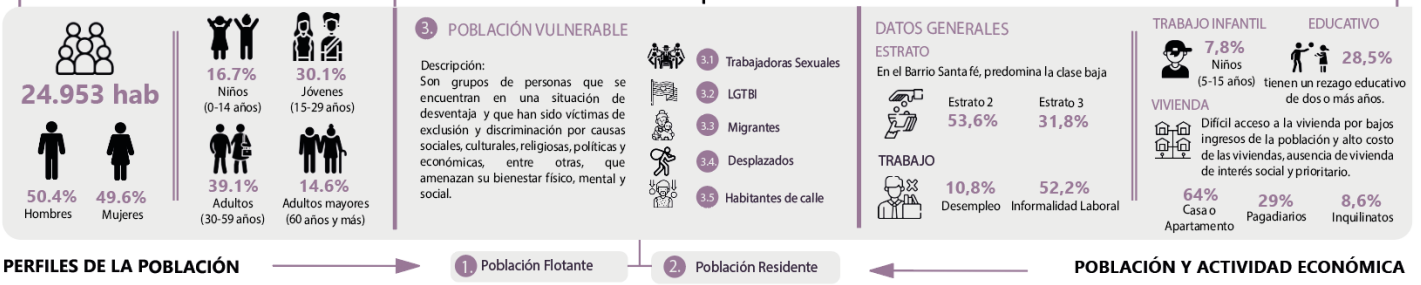 24.953 hab
50.4%
Hombres
49.6%
Mujeres
16.7%
Niños
(0-14 años)
30.1%
Jóvenes
(15-29 años)
39.1%
Adultos
(30-59 años)
14.6%
Adultos mayores
(60 años y más)
3. POBLACIÓN VULNERABLE
Descripción:
Son grupos de personas que se
encuentran en una situación de
desventaja y que han sido víctimas de
exclusión y discriminación por causas
sociales, culturales, religiosas, políticas y
económicas, entre otras, que
amenazan su bienestar físico, mental y
social.
3.1 Trabajadoras Sexuales
3.2 LGTBI
3.3 Migrantes
3.4. Desplazados
3.5 Habitantes de calle
DATOS GENERALES
ESTRATO
En el Barrio Santa fé, predomina la clase baja
Estrato 2
53,6%
Estrato 3
31,8%
TRABAJO
10,8%
Desempleo
52,2%
Informalidad Laboral
TRABAJO INFANTIL
7,8%
Niños
(5-15 años)
EDUCATIVO
28,5%
tienen un rezago educativo
de dos o más años.
VIVIENDA
Difícil acceso a la vivienda por bajos
ingresos de la población y alto costo
de las viviendas, ausencia de vivienda
de interés social y prioritario.
64%
Casa o
Apartamento
29%
Pagadiarios
8,6%
Inquilinatos
PERFILES DE LA POBLACIÓN
1. Población Flotante
2. Población Residente
POBLACIÓN Y ACTIVIDAD ECONÓMICA